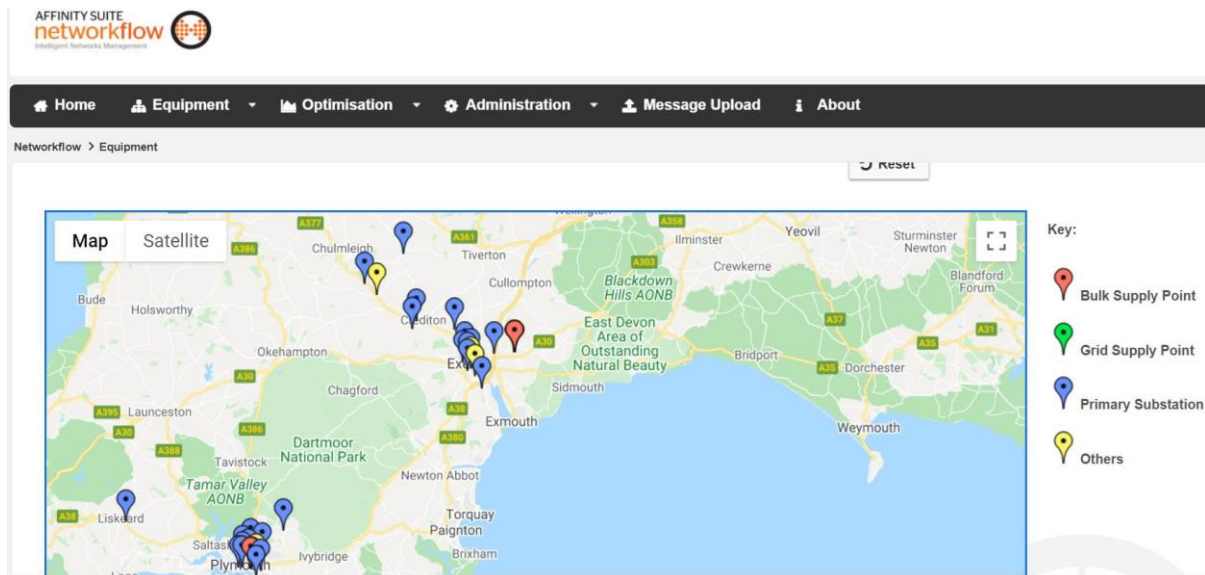 AFFINITY SUITE
networkflow
Intelligent Networks Management
Home Equipment Optimisation Administration Message Upload About
Networkflow > Equipment
Reset
Map Satellite
Key:
Bulk Supply Point
Grid Supply Point
Primary Substation
Others
A377
A361
A358
A386
A303
Chulmleigh
Tiverton
Ilminster
Yeovil
Sturminster
Newton
Crewkerne
Cullompton
Blackdown
Hills AONB
Blandford
Forum
Bude
Holsworthy
East Devon
Area of
Outstanding
Natural Beauty
A30
A37
A31
A35
Okehampton
Bridport
A35
Dorchester
A30
Chagford
Sidmouth
A395
Launceston
A38
Exmouth
Weymouth
A30
A386
A380
A388
Dartmoor
National Park
Tavistock
Newton Abbot
Tamar Valley
AONB
A38
Torquay
Paignton
Ivybridge
Brixham